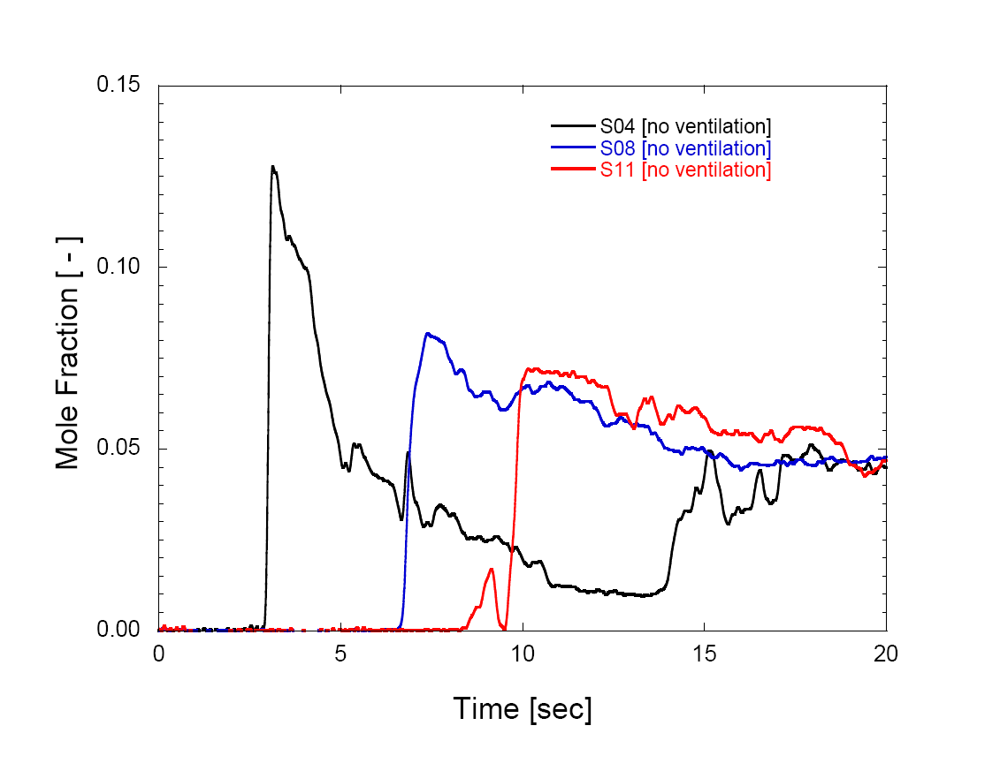 0.15
S04 [no ventilation]
S08 [no ventilation]
S11 [no ventilation]
0.10
Mole Fraction [ - ]
0.05
0.00
0 5 10 15 20
Time [sec]